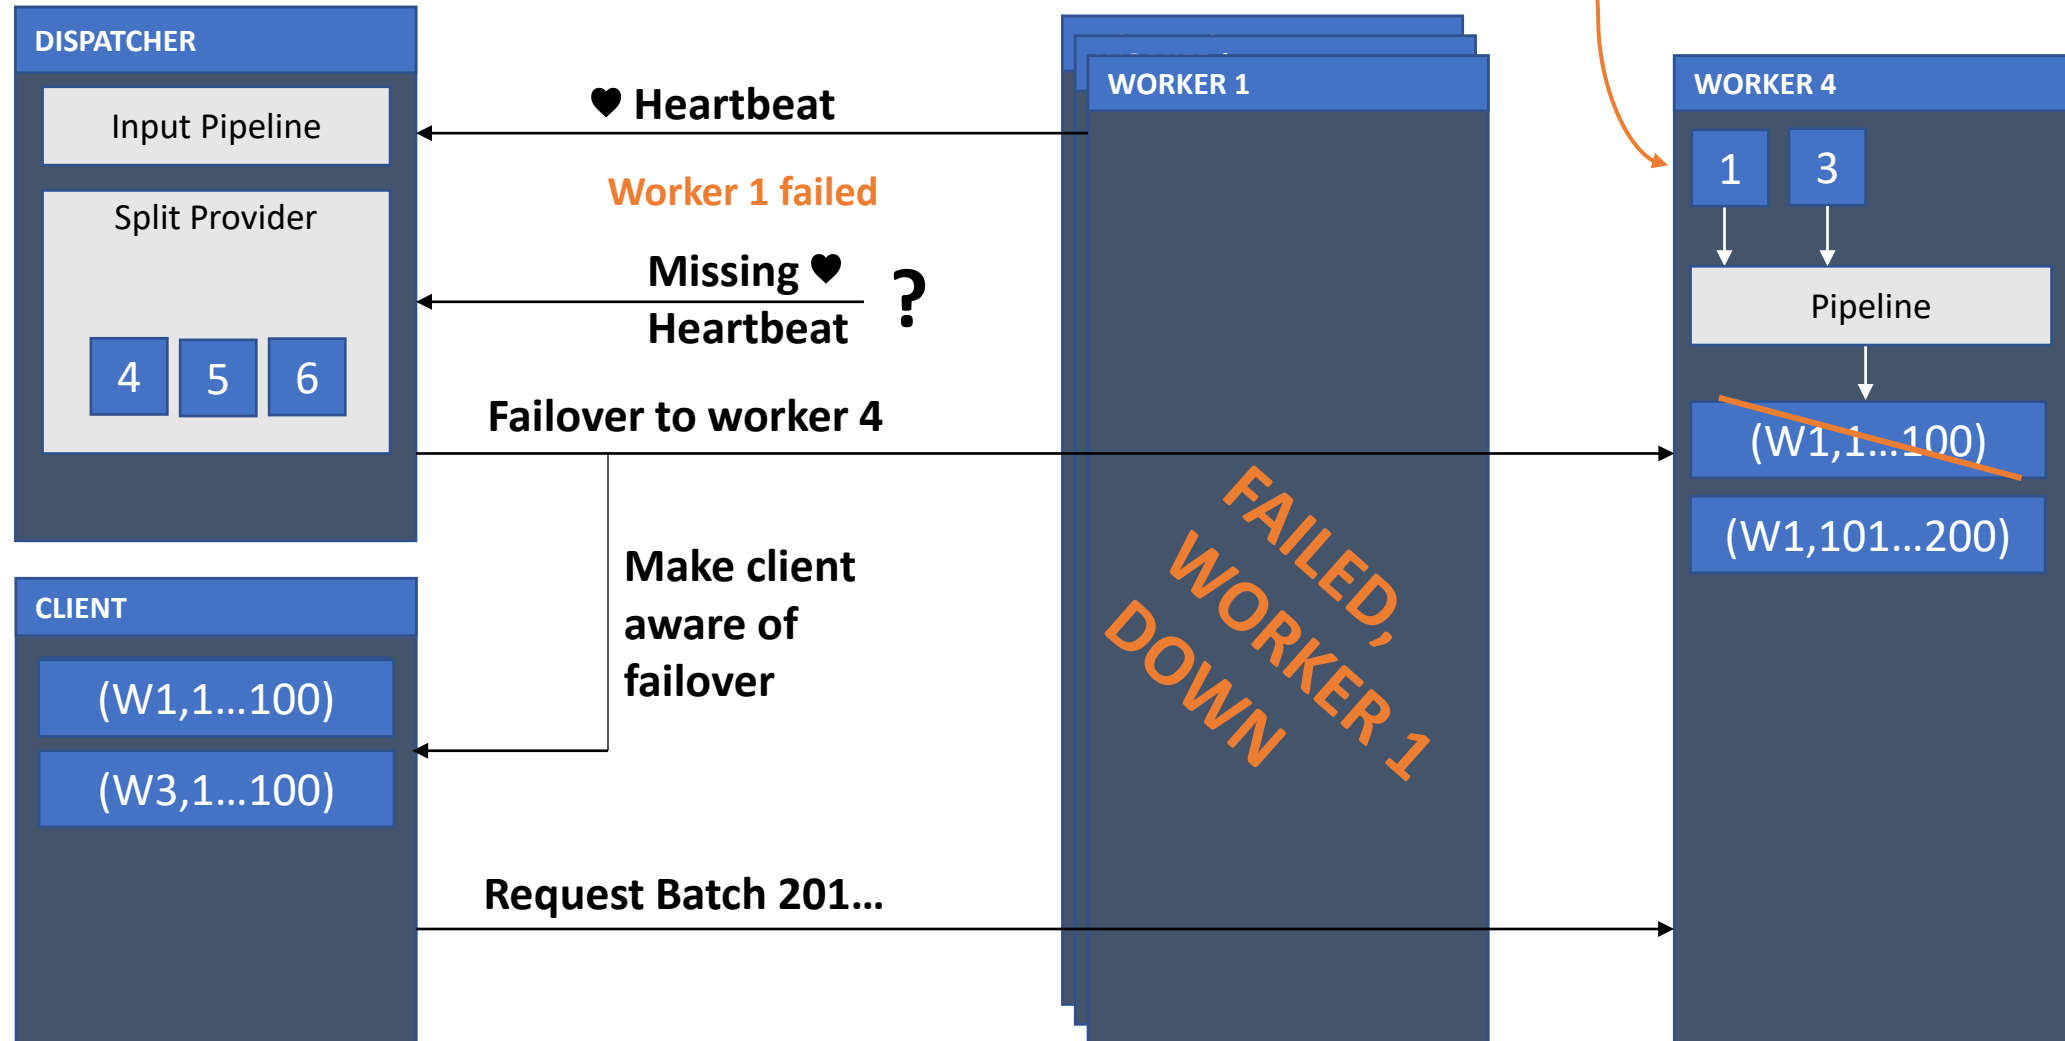 DISPATCHER
Input Pipeline
Split Provider
4 5 6
CLIENT
(W1,1...100)
(W3,1...100)
♥ Heartbeat
Worker 1 failed
Missing ♥
Heartbeat
?
Failover to worker 4
Make client
aware of
failover
Request Batch 201...
WORKER 1
FAILED,
WORKER 1
DOWN
WORKER 4
1 3
Pipeline
(W1,1...100)
(W1,101...200)